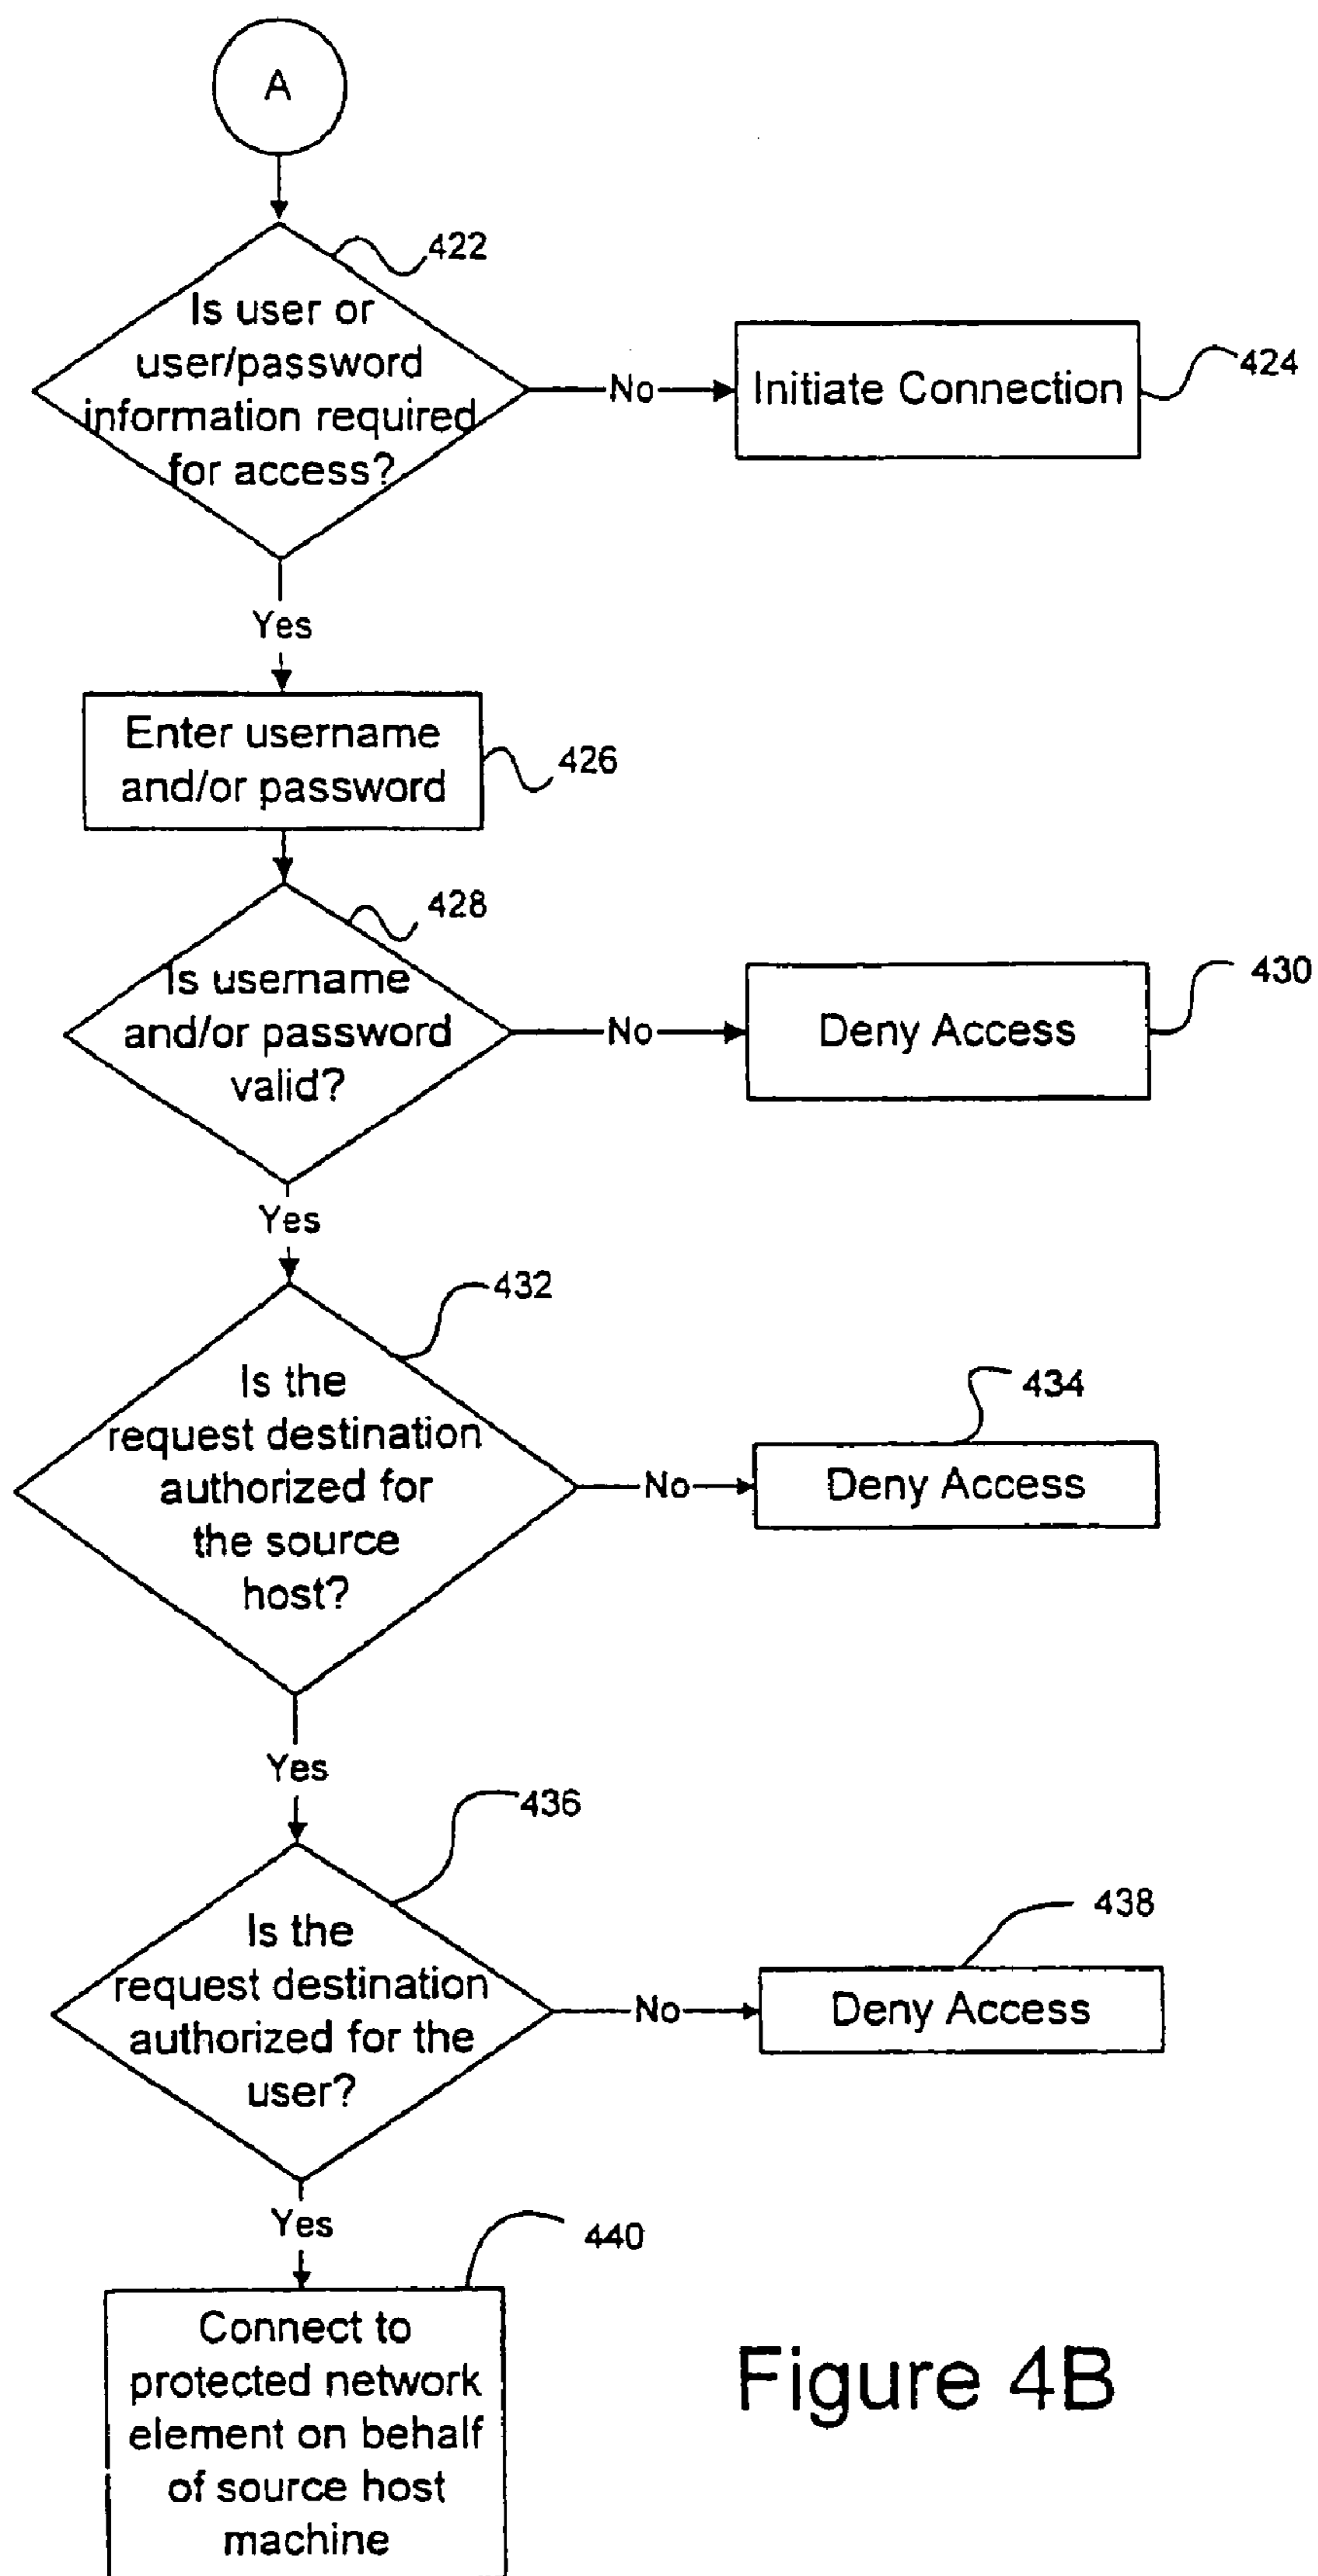 A
422
Is user or
user/password
information required
for access?
No
Initiate Connection
424
Yes
Enter username
and/or password
426
428
Is username
and/or password
valid?
No
Deny Access
430
Yes
432
Is the
request destination
authorized for
the source
host?
No
Deny Access
434
Yes
436
Is the
request destination
authorized for the
user?
No
Deny Access
438
Yes
440
Connect to
protected network
element on behalf
of source host
machine
Figure 4B